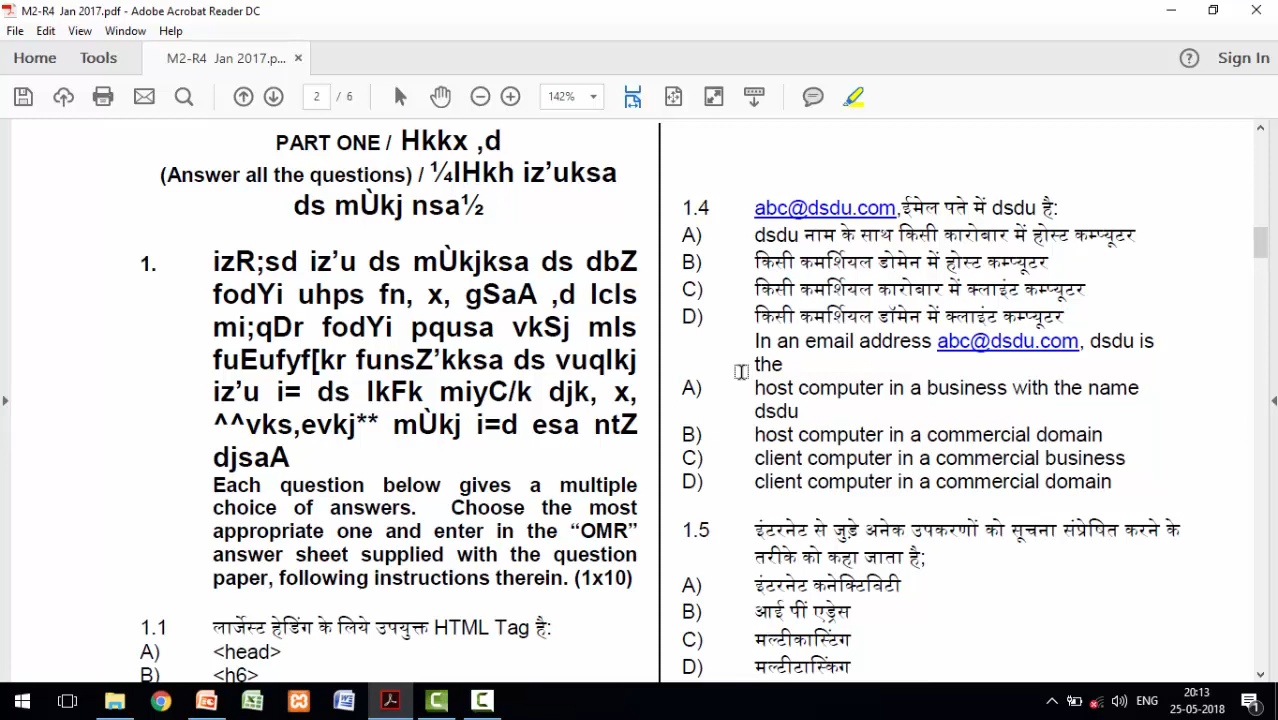 M2-R4 Jan 2017.pdf - Adobe Acrobat Reader DC
File Edit View Window Help
Home Tools M2-R4 Jan 2017.p... × Sign In
2 / 6 142%
PART ONE / Hkkx ,d
(Answer all the questions) / ¼lHkh iz’uksa
ds mÙkj nsa½
1. izR;sd iz’u ds mÙkjksa ds dbZ
fodYi uhps fn, x, gSaA ,d lcls
mi;qDr fodYi pqusa vkSj mls
fuEufyf[kr funsZ’kksa ds vuqlkj
iz’u i= ds lkFk miyC/k djk, x,
^^vks,evkj** mÙkj i=d esa ntZ
djsaA
Each question below gives a multiple
choice of answers. Choose the most
appropriate one and enter in the “OMR”
answer sheet supplied with the question
paper, following instructions therein. (1x10)
1.1 लार्जेस्ट हेडिंग के लिये उपयुक्त HTML Tag है:
A) <head>
B) <h6>
1.4 abc@dsdu.com,ईमेल पते में dsdu है:
A) dsdu नाम के साथ किसी कारोबार में होस्ट कम्प्यूटर
B) किसी कमर्शियल डोमेन में होस्ट कम्प्यूटर
C) किसी कमर्शियल कारोबार में क्लाइंट कम्प्यूटर
D) किसी कमर्शियल डॉमेन में क्लाइंट कम्प्यूटर
In an email address abc@dsdu.com, dsdu is
the
A) host computer in a business with the name
dsdu
B) host computer in a commercial domain
C) client computer in a commercial business
D) client computer in a commercial domain
1.5 इंटरनेट से जुड़े अनेक उपकरणों को सूचना संप्रेषित करने के
तरीके को कहा जाता है;
A) इंटरनेट कनेक्टिबिटी
B) आई पीं एड्रेस
C) मल्टीकास्टिंग
D) मल्टीटास्किंग
ENG
20:13
25-05-2018